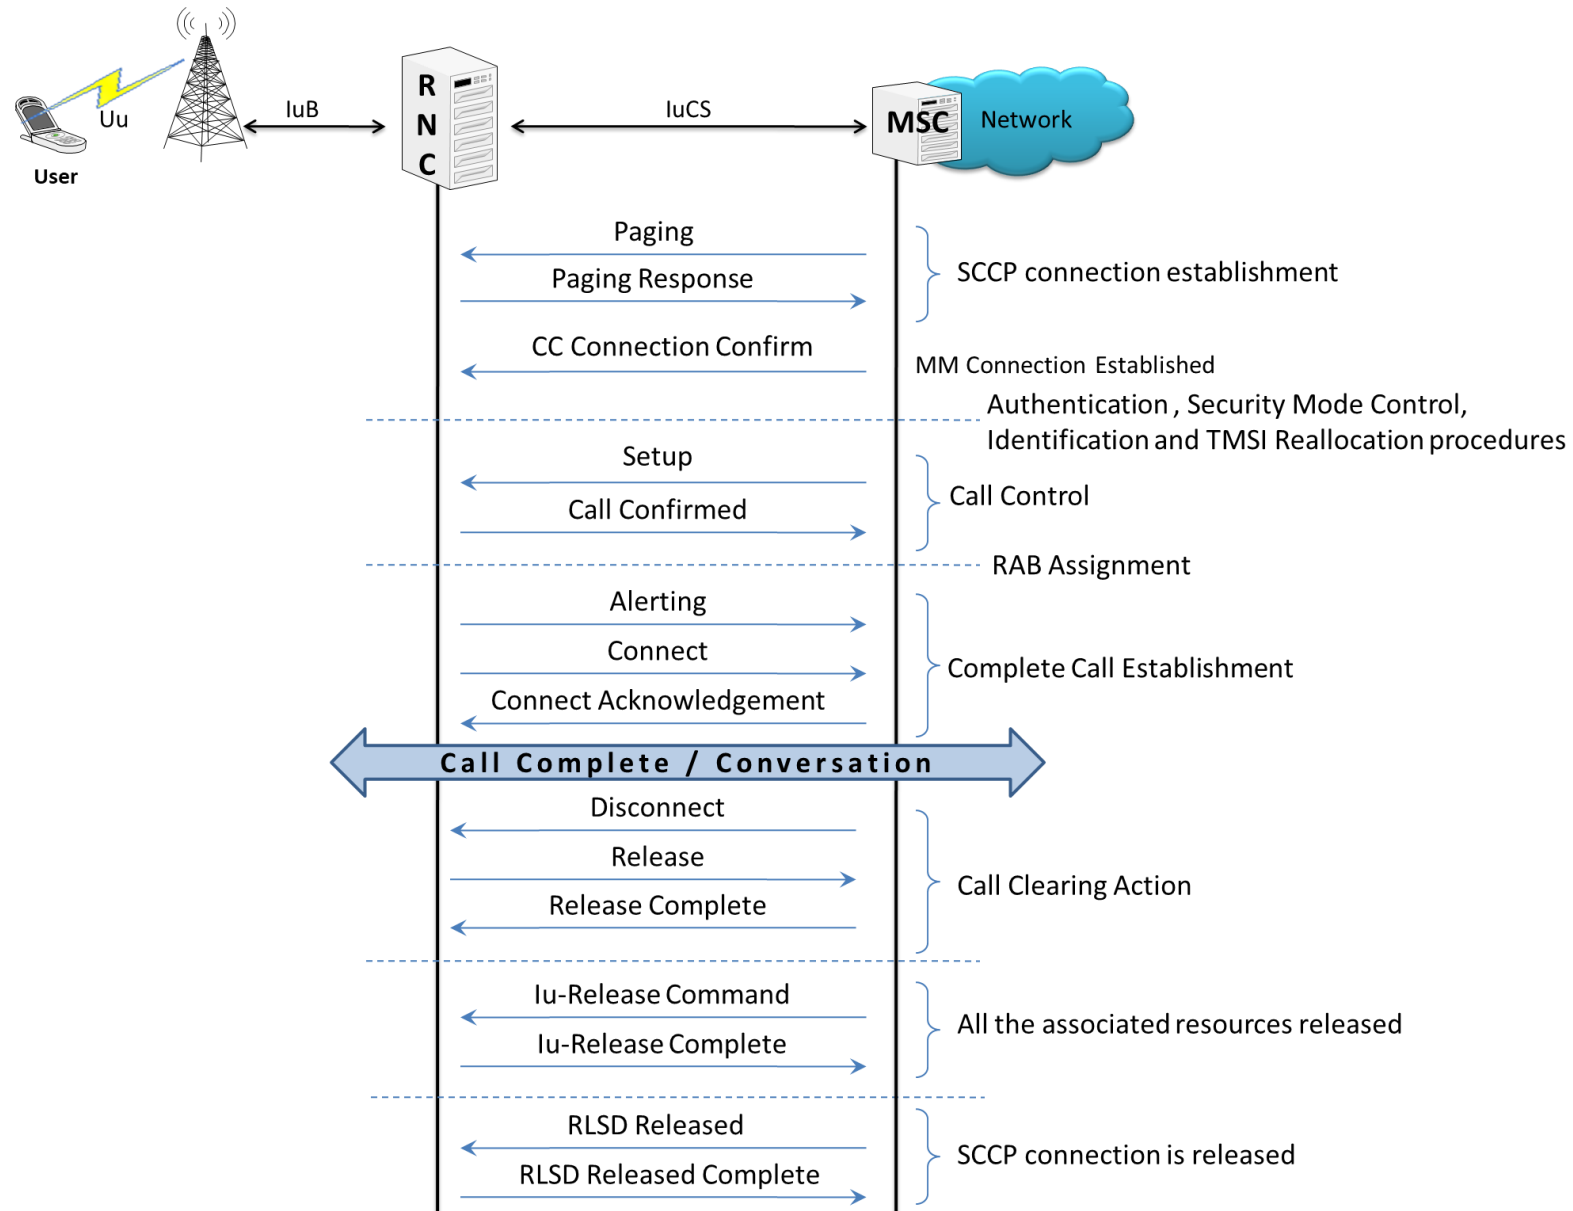 R
N
C
IuB
IuCS
Uu
MSC
Network
User
Paging
Paging Response
SCCP connection establishment
CC Connection Confirm
MM Connection Established
Authentication , Security Mode Control,
Identification and TMSI Reallocation procedures
Setup
Call Confirmed
Call Control
RAB Assignment
Alerting
Connect
Connect Acknowledgement
Complete Call Establishment
Call Complete / Conversation
Disconnect
Release
Release Complete
Call Clearing Action
Iu-Release Command
Iu-Release Complete
All the associated resources released
RLSD Released
RLSD Released Complete
SCCP connection is released